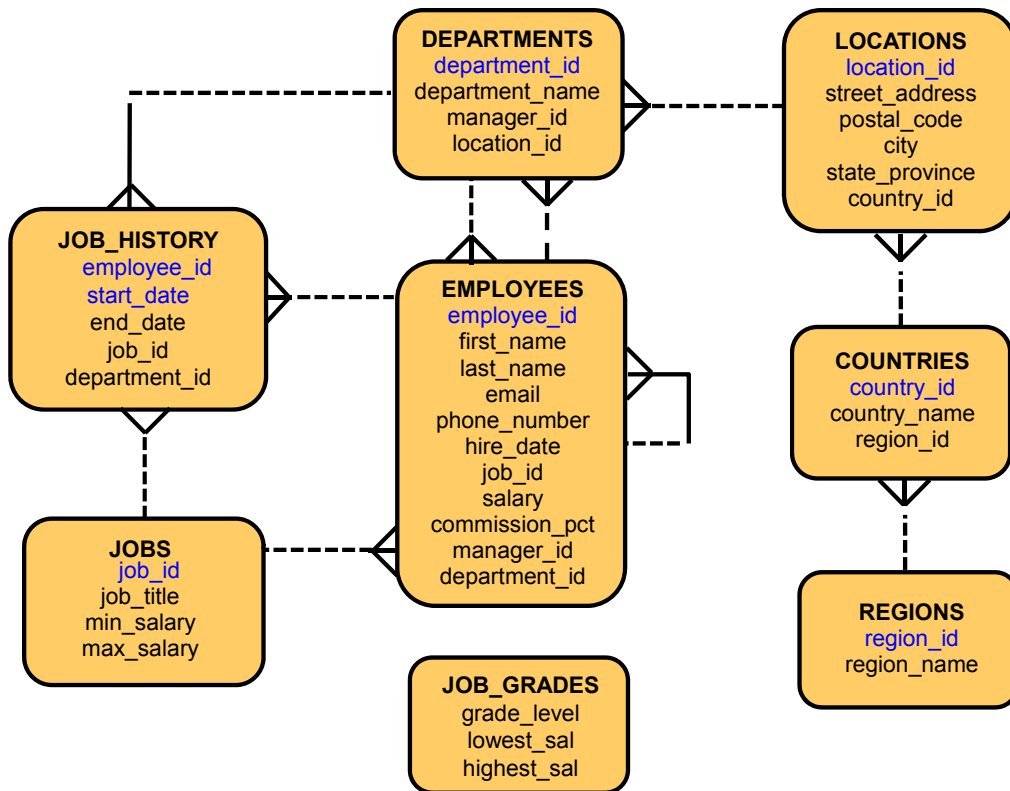 DEPARTMENTS
department_id
department_name
manager_id
location_id
LOCATIONS
location_id
street_address
postal_code
city
state_province
country_id
JOB_HISTORY
employee_id
start_date
end_date
job_id
department_id
EMPLOYEES
employee_id
first_name
last_name
email
phone_number
hire_date
job_id
salary
commission_pct
manager_id
department_id
COUNTRIES
country_id
country_name
region_id
JOBS
job_id
job_title
min_salary
max_salary
REGIONS
region_id
region_name
JOB_GRADES
grade_level
lowest_sal
highest_sal